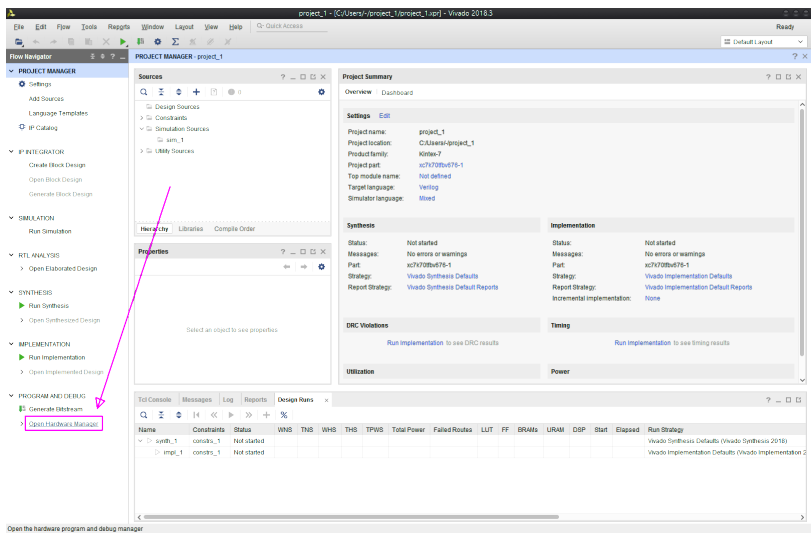 project_1 - [C:/Users/-/project_1/project_1.xpr] - Vivado 2018.3
File Edit Flow Tools Reports Window Layout View Help Q- Quick Access Ready
Default Layout
Flow Navigator
PROJECT MANAGER - project_1
PROJECT MANAGER
Settings
Add Sources
Language Templates
IP Catalog
IP INTEGRATOR
Create Block Design
Open Block Design
Generate Block Design
SIMULATION
Run Simulation
RTL ANALYSIS
Open Elaborated Design
SYNTHESIS
Run Synthesis
Open Synthesized Design
IMPLEMENTATION
Run Implementation
Open Implemented Design
PROGRAM AND DEBUG
Generate Bitstream
Open Hardware Manager
Sources
0
Design Sources
Constraints
Simulation Sources
sim_1
Utility Sources
Hierarchy Libraries Compile Order
Properties
Select an object to see properties
Project Summary
Overview Dashboard
Settings Edit
Project name: project_1
Project location: C:/Users/-/project_1
Product family: Kintex-7
Project part: xc7k70tfbv676-1
Top module name: Not defined
Target language: Verilog
Simulator language: Mixed
Synthesis
Status: Not started
Messages: No errors or warnings
Part: xc7k70tfbv676-1
Strategy: Vivado Synthesis Defaults
Report Strategy: Vivado Synthesis Default Reports
Implementation
Status: Not started
Messages: No errors or warnings
Part: xc7k70tfbv676-1
Strategy: Vivado Implementation Defaults
Report Strategy: Vivado Implementation Default Reports
Incremental implementation: None
DRC Violations
Run Implementation to see DRC results
Timing
Run Implementation to see timing results
Utilization
Power
Tcl Console Messages Log Reports Design Runs
Name Constraints Status WNS TNS WHS THS TPWS Total Power Failed Routes LUT FF BRAMs URAM DSP Start Elapsed Run Strategy
synth_1 constrs_1 Not started Vivado Synthesis Defaults (Vivado Synthesis 2018)
impl_1 constrs_1 Not started Vivado Implementation Defaults (Vivado Implementation 2
Open the hardware program and debug manager